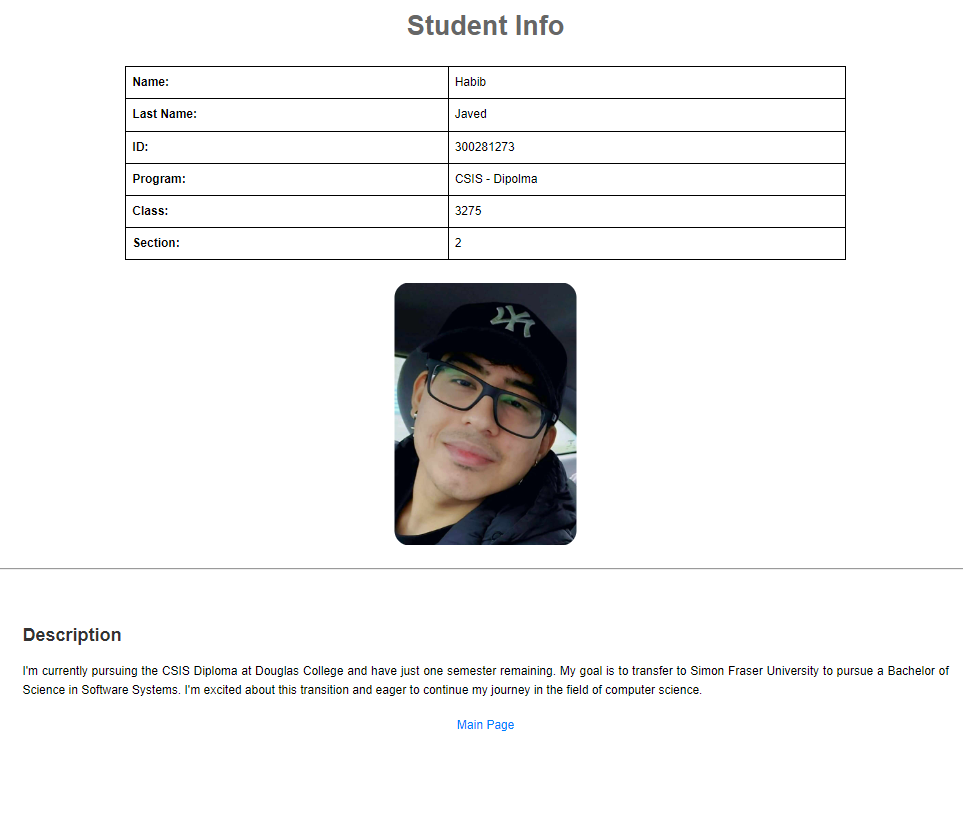 Student Info
Name: Habib
Last Name: Javed
ID: 300281273
Program: CSIS - Dipolma
Class: 3275
Section: 2
NY
Description
I'm currently pursuing the CSIS Diploma at Douglas College and have just one semester remaining. My goal is to transfer to Simon Fraser University to pursue a Bachelor of
Science in Software Systems. I'm excited about this transition and eager to continue my journey in the field of computer science.
Main Page